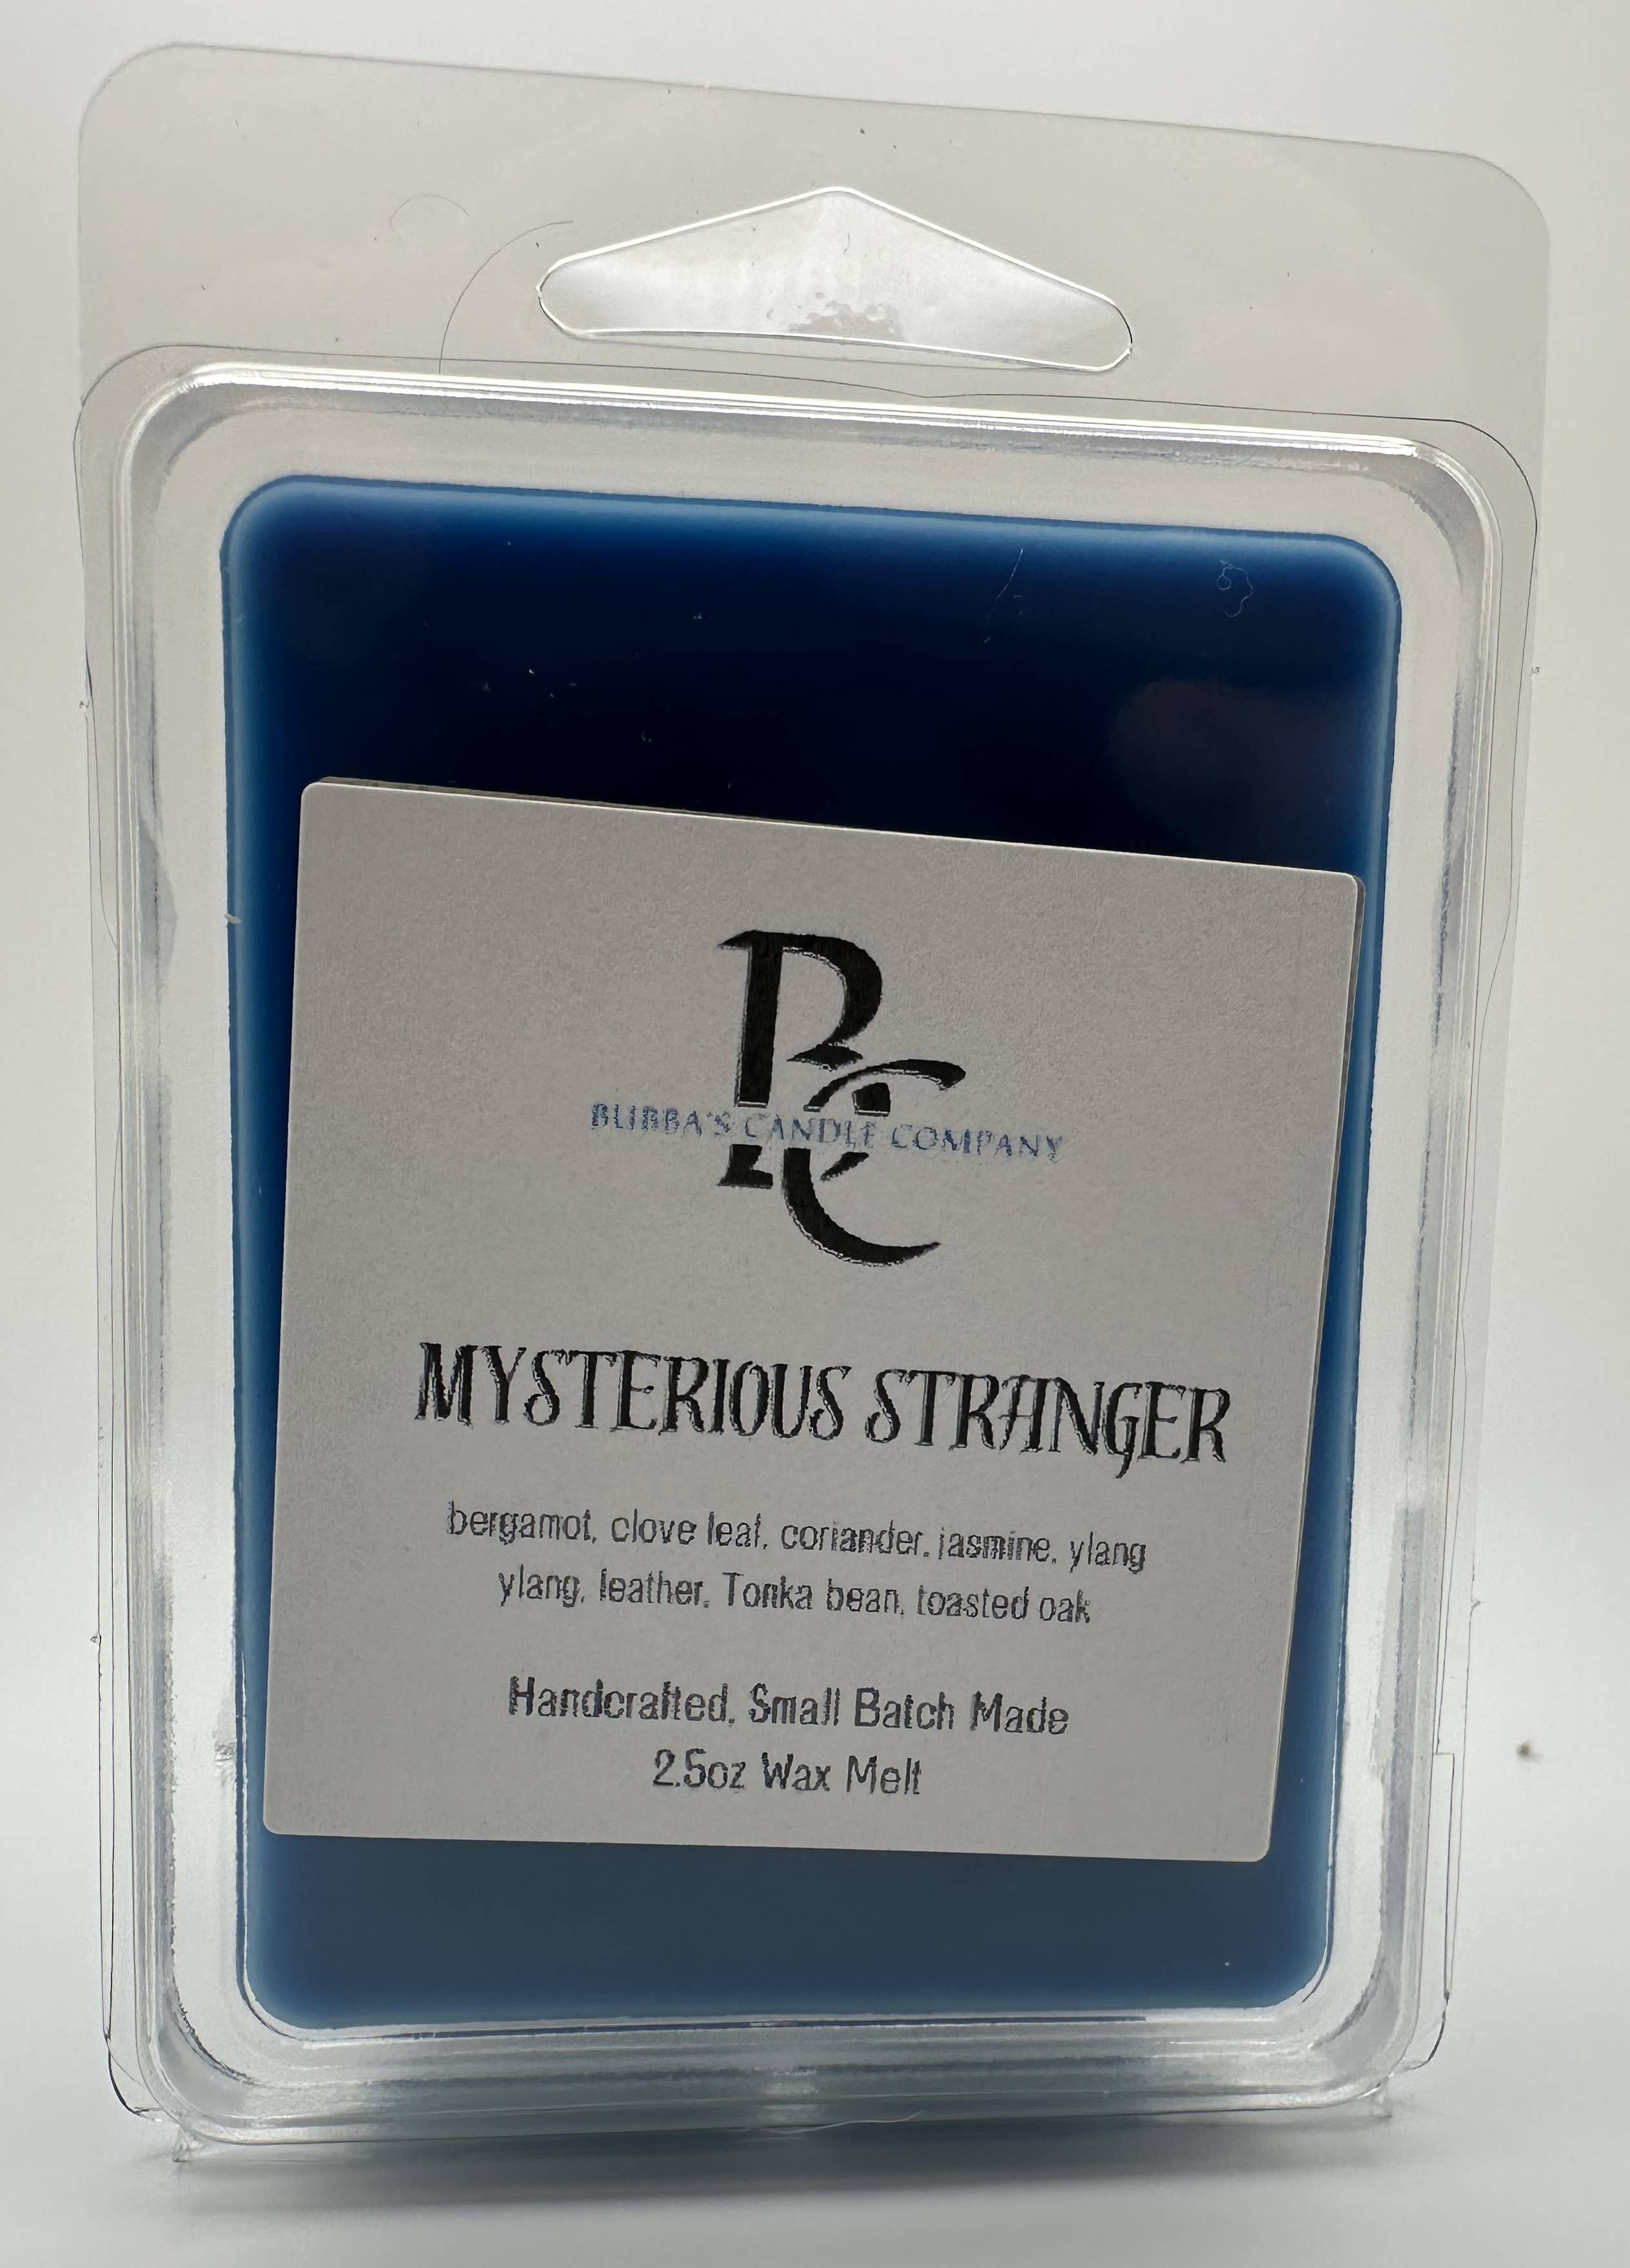 BC
BUBBA'S CANDLE COMPANY
MYSTERIOUS STRANGER
bergamot, clove leaf, coriander, jasmine, ylang
ylang, leather, Tonka bean, toasted oak
Handcrafted, Small Batch Made
2.5oz Wax Melt